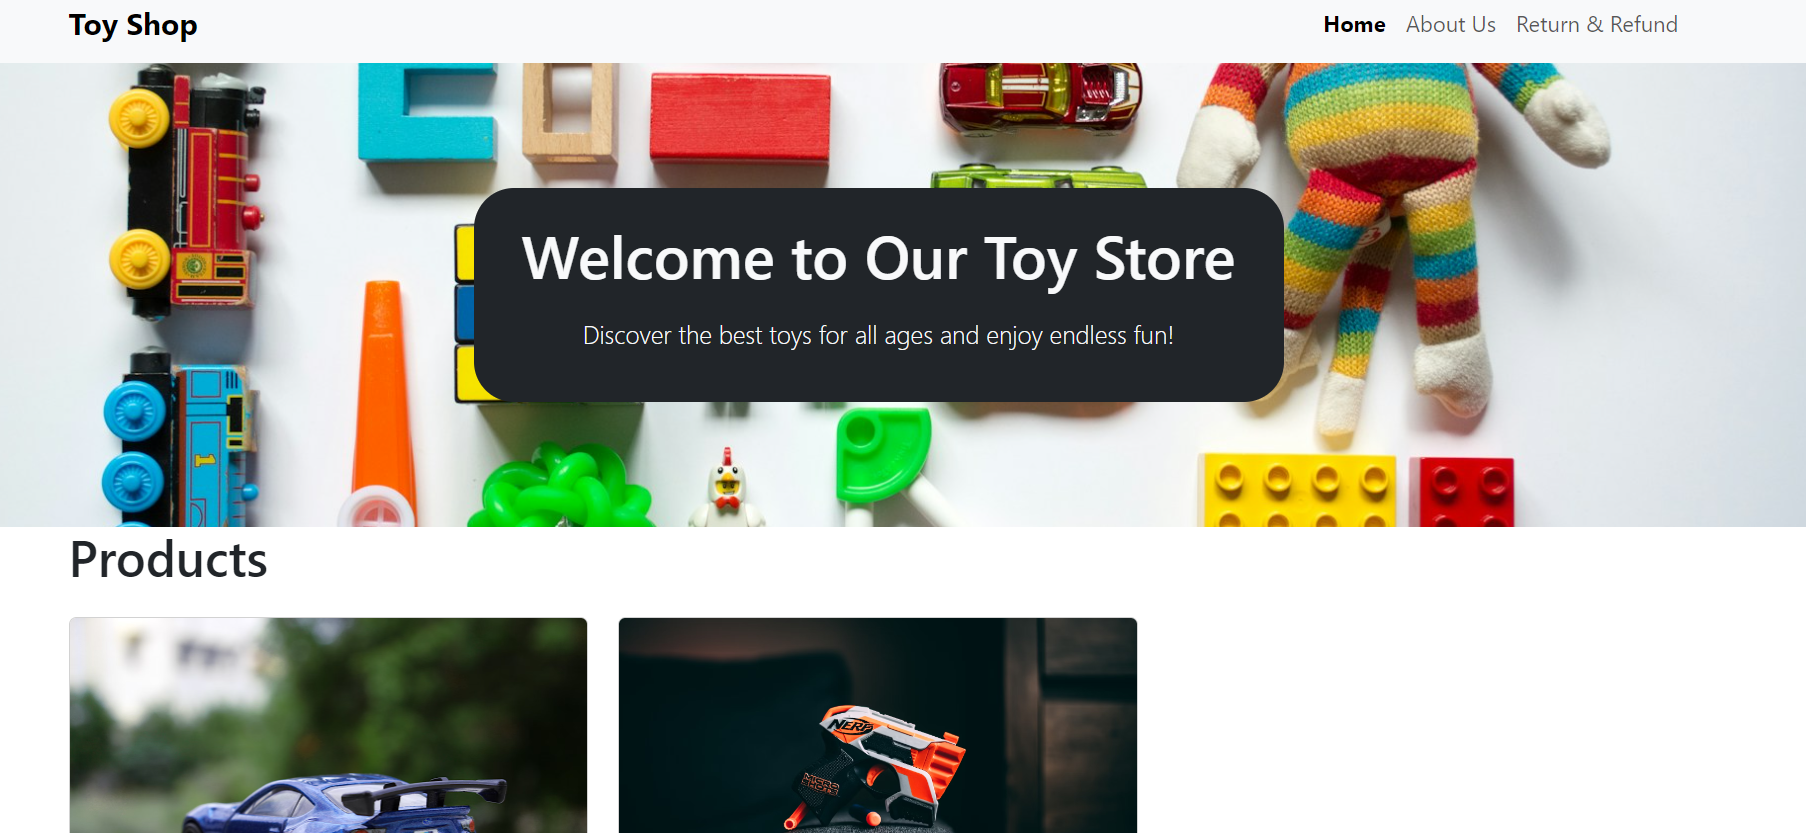 Toy Shop
Home About Us Return & Refund
Welcome to Our Toy Store
Discover the best toys for all ages and enjoy endless fun!
1
Products
NERF
MICRO
SHOTS